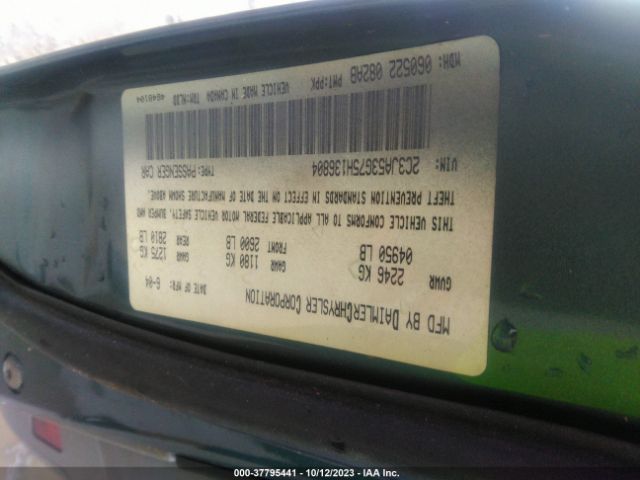 MFD BY DAIMLERCHRYSLER CORPORATION
DATE OF MFR: 6-04
GVWR
2246 KG
04950 LB
GAWR FRONT
1180 KG
2600 LB
GAWR REAR
1275 KG
2810 LB
THIS VEHICLE CONFORMS TO ALL APPLICABLE FEDERAL MOTOR VEHICLE SAFETY, BUMPER AND
THEFT PREVENTION STANDARDS IN EFFECT ON THE DATE OF MANUFACTURE SHOWN ABOVE.
VIN: 2C3JA53G75H136804 TYPE: PASSENGER CAR
MDH: 060522 082AB PNT:PPK VEHICLE MADE IN CANADA
4648104
000-37795441 | 10/12/2023 | IAA Inc.